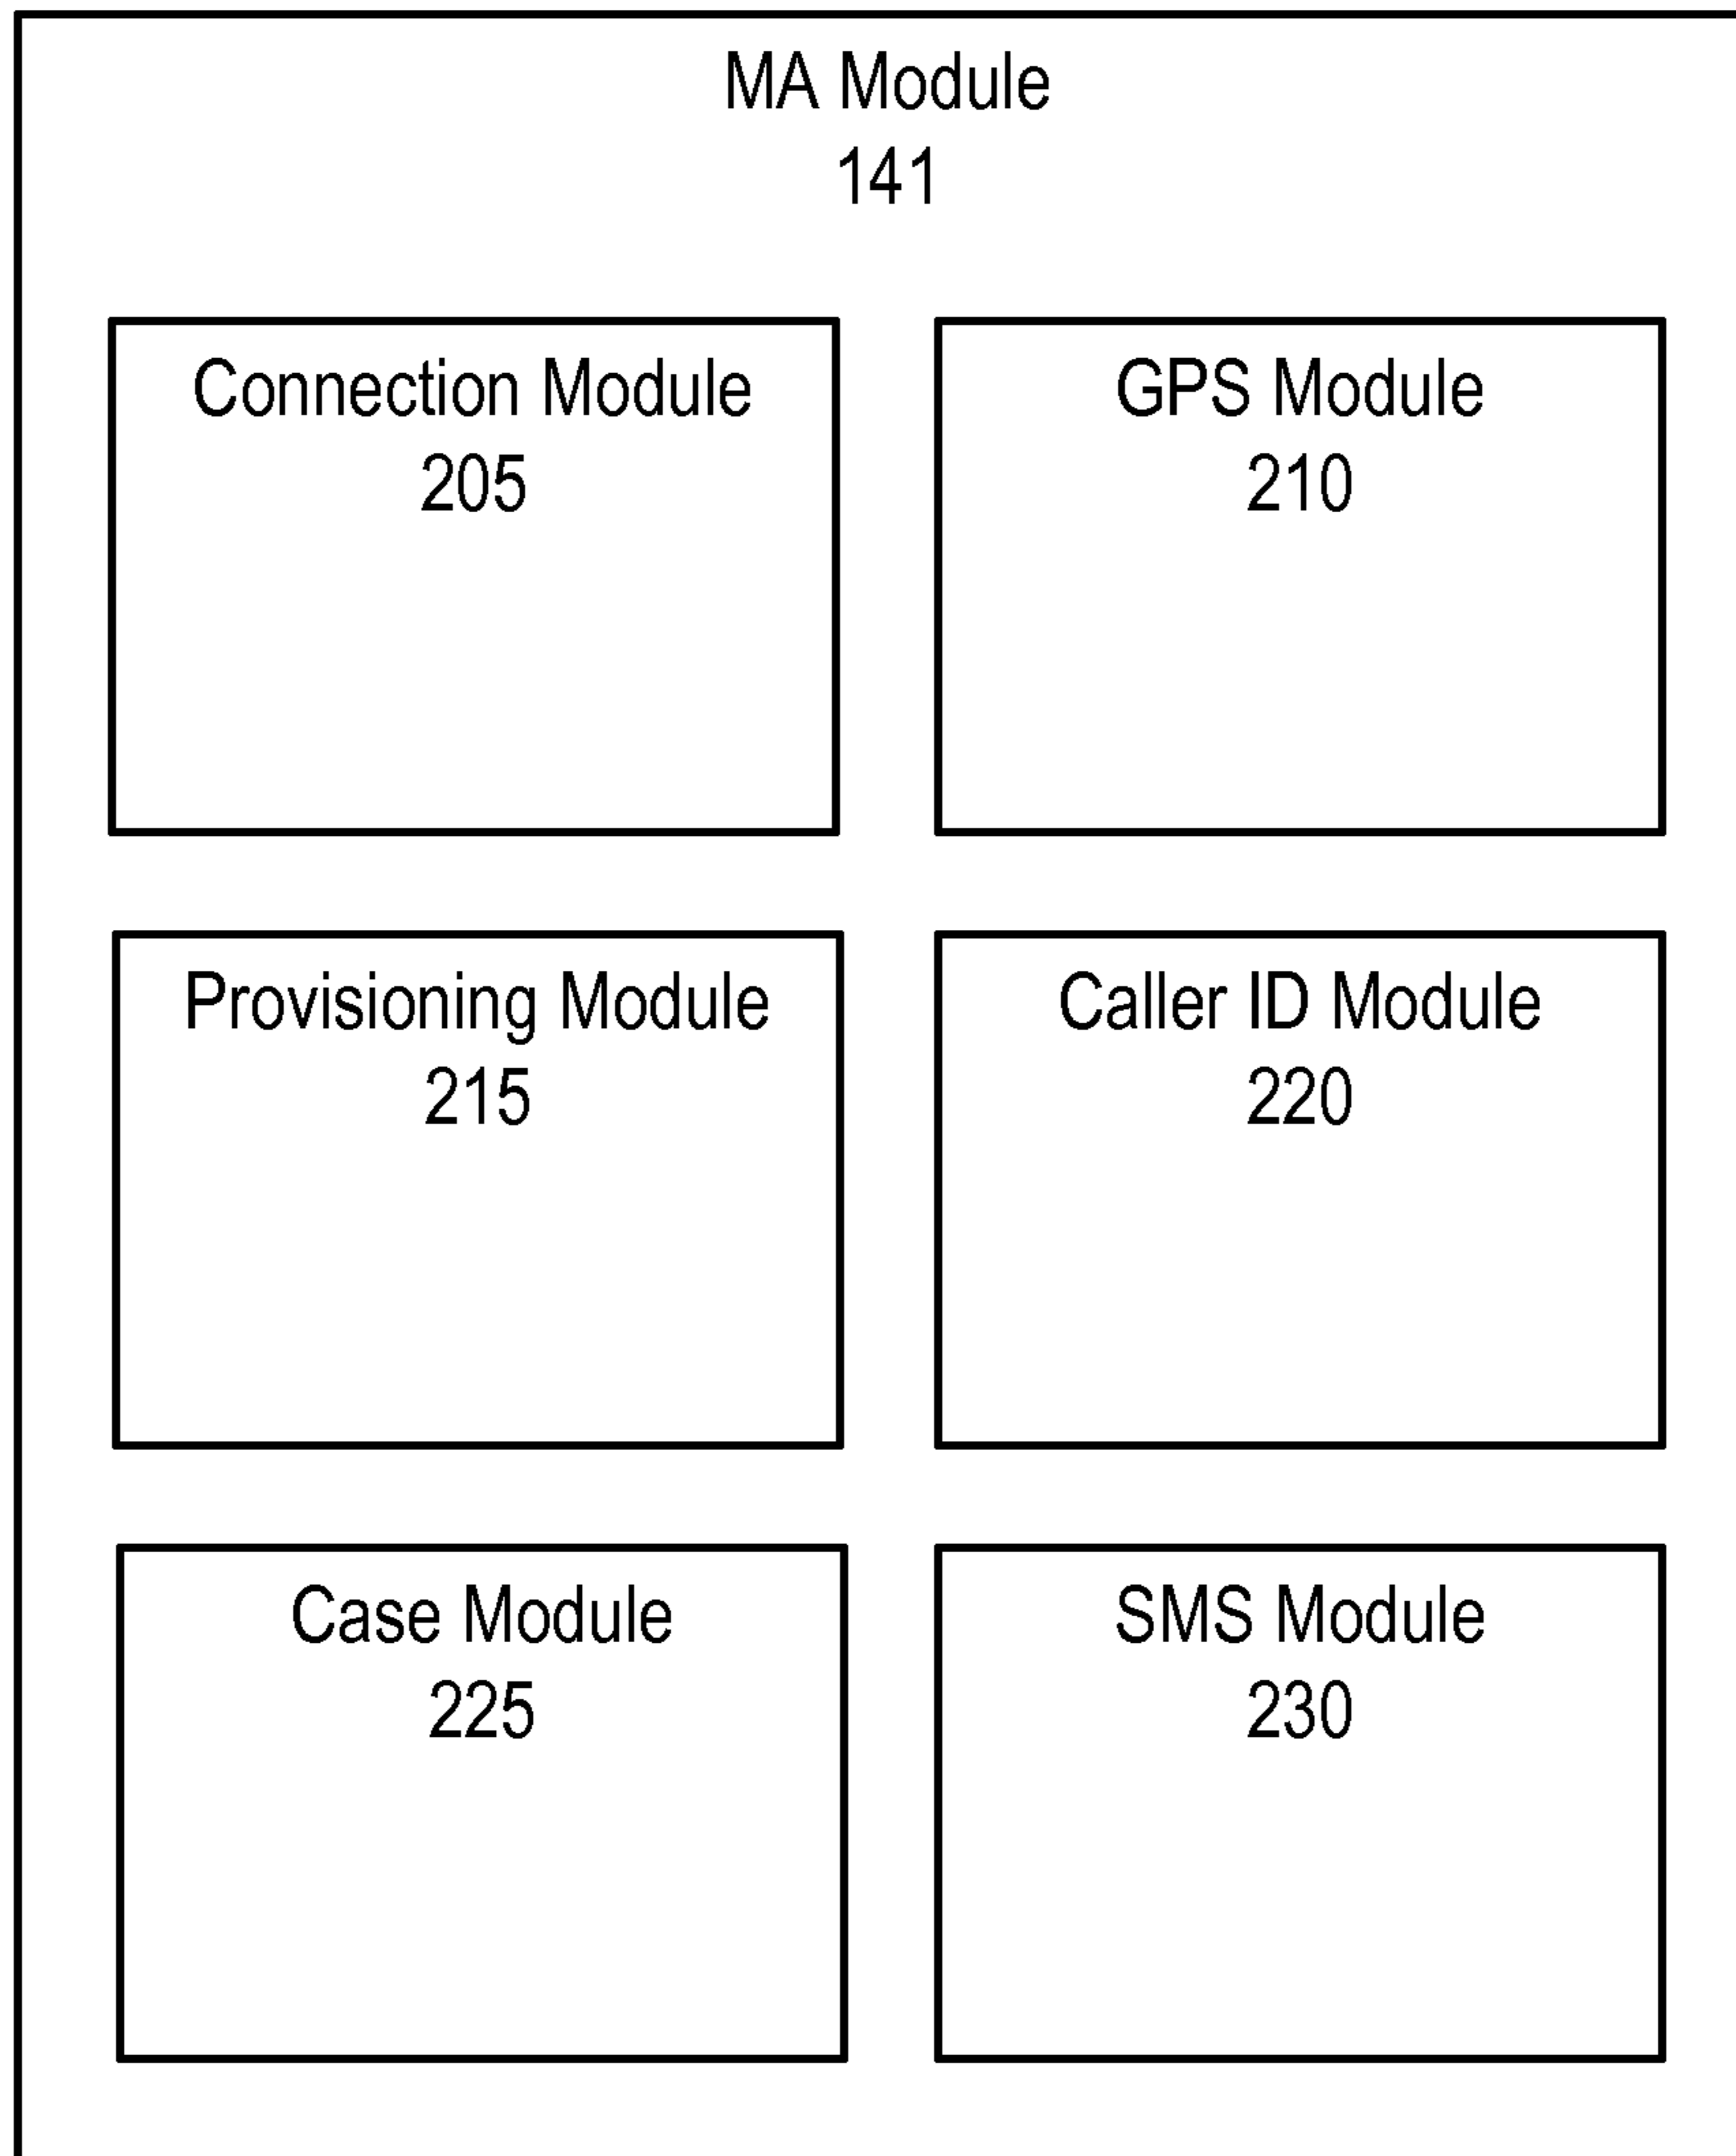 MA Module
141
Connection Module
205
GPS Module
210
Provisioning Module
215
Caller ID Module
220
Case Module
225
SMS Module
230